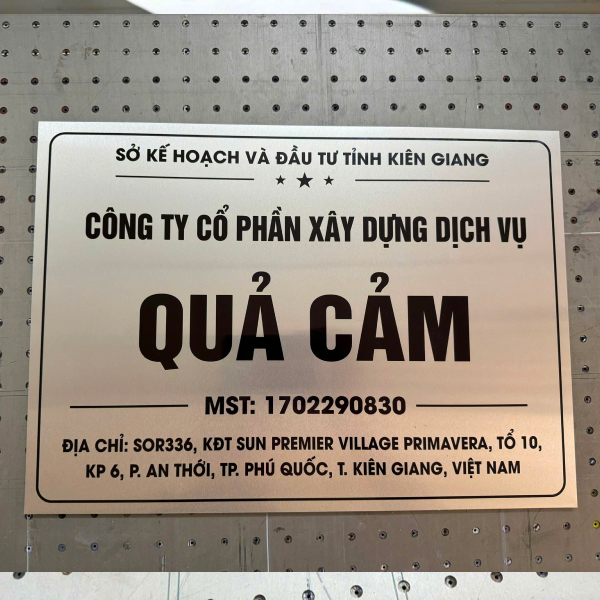 SỞ KẾ HOẠCH VÀ ĐẦU TƯ TỈNH KIÊN GIANG
CÔNG TY CỔ PHẦN XÂY DỰNG DỊCH VỤ
QUẢ CẢM
MST: 1702290830
ĐỊA CHỈ: SOR336, KĐT SUN PREMIER VILLAGE PRIMAVERA, TỔ 10,
KP 6, P. AN THỚI, TP. PHÚ QUỐC, T. KIÊN GIANG, VIỆT NAM